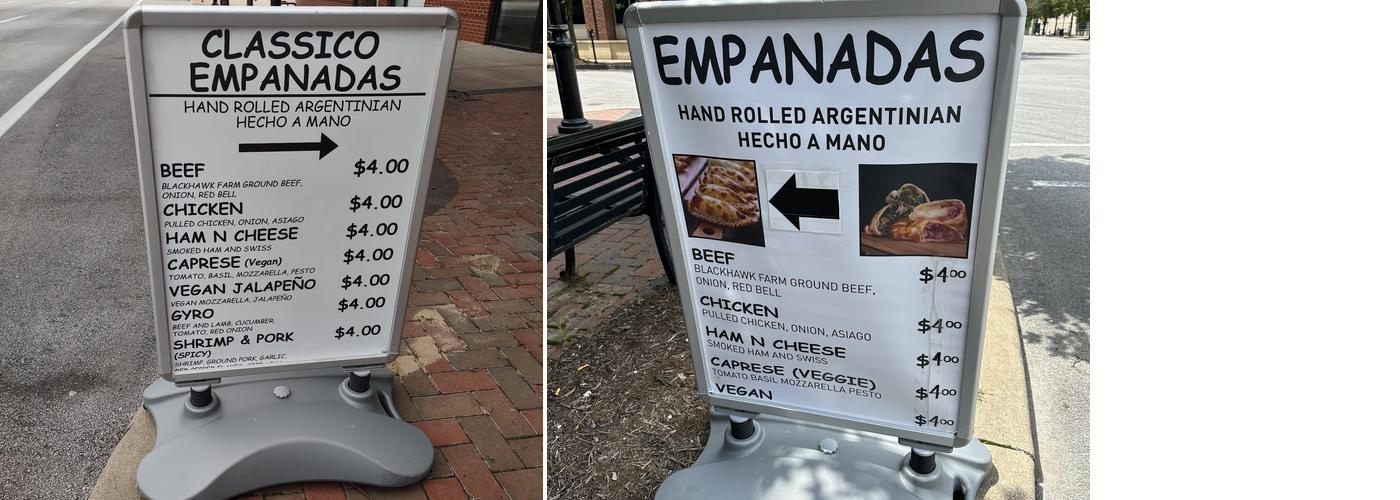 CLASSICO
EMPANADAS
HAND ROLLED ARGENTINIAN
HECHO A MANO
BEEF $4.00
BLACKHAWK FARM GROUND BEEF,
ONION, RED BELL
CHICKEN $4.00
PULLED CHICKEN, ONION, ASIAGO
HAM N CHEESE $4.00
SMOKED HAM AND SWISS
CAPRESE (Vegan) $4.00
TOMATO, BASIL, MOZZARELLA, PESTO
VEGAN JALAPEÑO $4.00
VEGAN MOZZARELLA, JALAPEÑO
GYRO $4.00
BEEF AND LAMB, CUCUMBER,
TOMATO, RED ONION
SHRIMP & PORK $4.00
(SPICY)
SHRIMP, GROUND PORK, GARLIC,
EMPANADAS
HAND ROLLED ARGENTINIAN
HECHO A MANO
BEEF $4.00
BLACKHAWK FARM GROUND BEEF,
ONION, RED BELL
CHICKEN $4.00
PULLED CHICKEN, ONION, ASIAGO
HAM N CHEESE $4.00
SMOKED HAM AND SWISS
CAPRESE (VEGGIE) $4.00
TOMATO BASIL MOZZARELLA PESTO
VEGAN $4.00